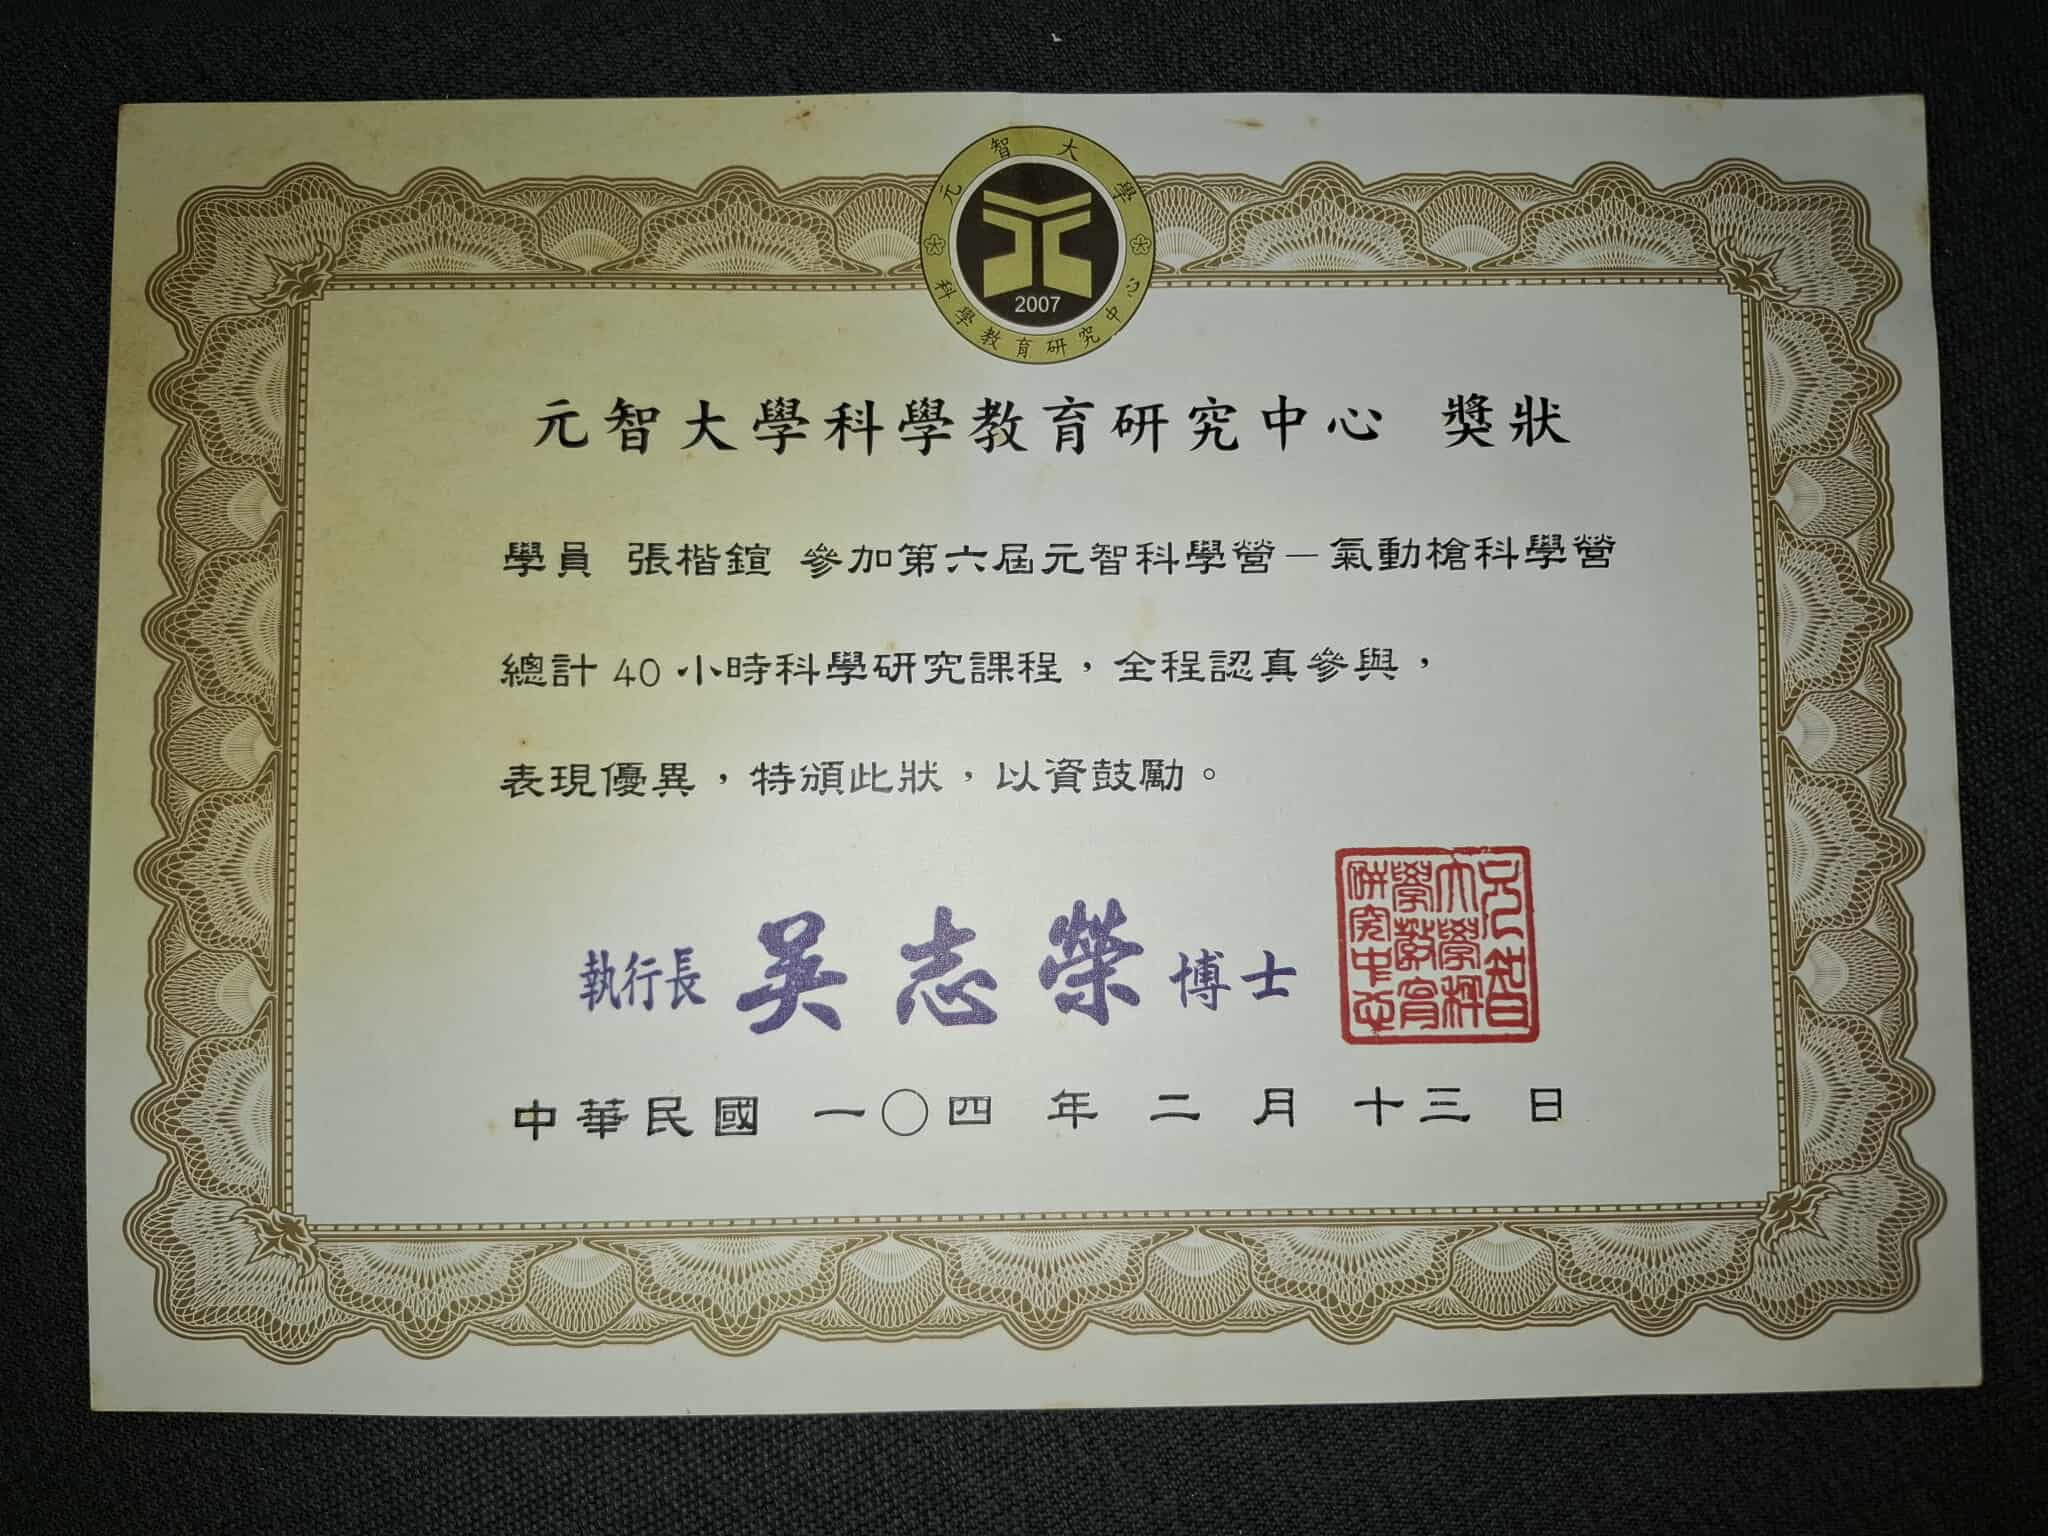 元智大學
科學教育研究中心
2007
元智大學科學教育研究中心 獎狀
學員 張楷鍹 參加第六屆元智科學營－氣動槍科學營
總計 40 小時科學研究課程，全程認真參與，
表現優異，特頒此狀，以資鼓勵。
執行長 吳志榮 博士
元智大學科學教育研究中心
中華民國 一〇四 年 二 月 十三 日